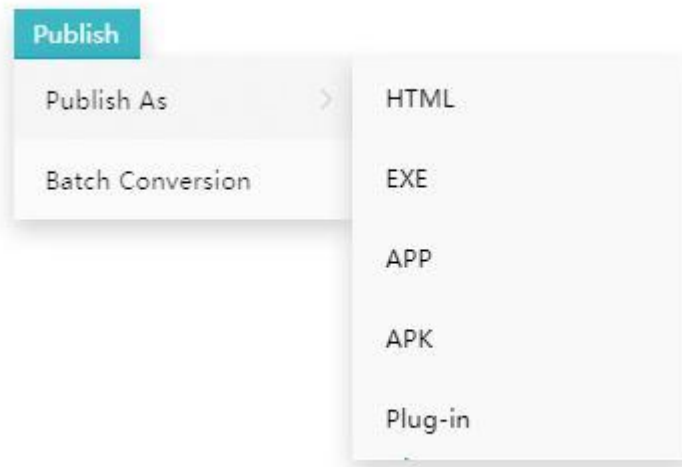 Publish
Publish As
Batch Conversion
HTML
EXE
APP
APK
Plug-in